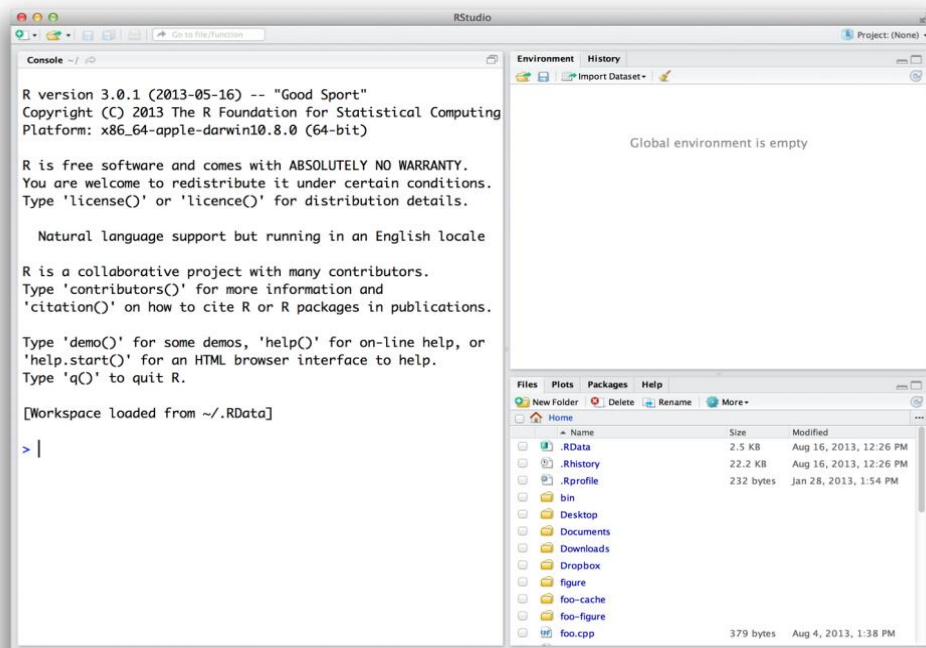 RStudio
Go to file/function
Project: (None)
Console ~/
R version 3.0.1 (2013-05-16) -- "Good Sport"
Copyright (C) 2013 The R Foundation for Statistical Computing
Platform: x86_64-apple-darwin10.8.0 (64-bit)
R is free software and comes with ABSOLUTELY NO WARRANTY.
You are welcome to redistribute it under certain conditions.
Type 'license()' or 'licence()' for distribution details.
Natural language support but running in an English locale
R is a collaborative project with many contributors.
Type 'contributors()' for more information and
'citation()' on how to cite R or R packages in publications.
Type 'demo()' for some demos, 'help()' for on-line help, or
'help.start()' for an HTML browser interface to help.
Type 'q()' to quit R.
[Workspace loaded from ~/.RData]
>
Environment History
Import Dataset
Global environment is empty
Files Plots Packages Help
New Folder Delete Rename More
Home
Name Size Modified
.RData 2.5 KB Aug 16, 2013, 12:26 PM
.Rhistory 22.2 KB Aug 16, 2013, 12:26 PM
.Rprofile 232 bytes Jan 28, 2013, 1:54 PM
bin
Desktop
Documents
Downloads
Dropbox
figure
foo-cache
foo-figure
foo.cpp 379 bytes Aug 4, 2013, 1:38 PM